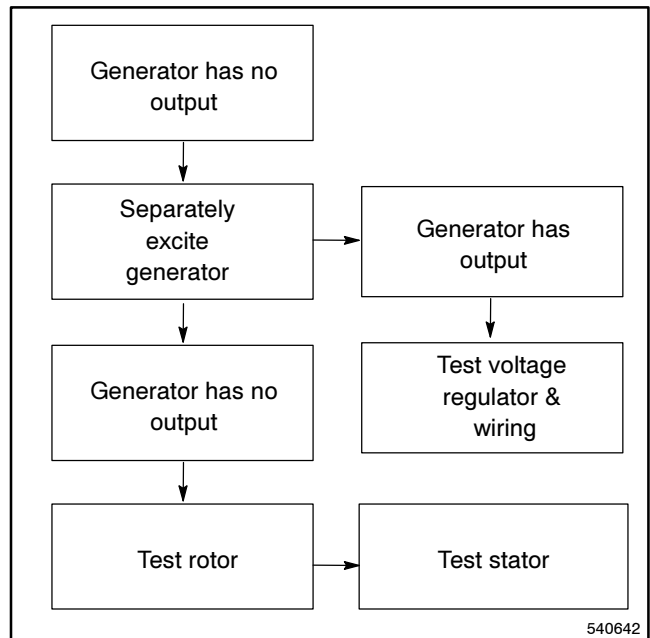 Generator has no
output
Separately
excite
generator
Generator has
output
Generator has no
output
Test voltage
regulator &
wiring
Test rotor
Test stator
540642